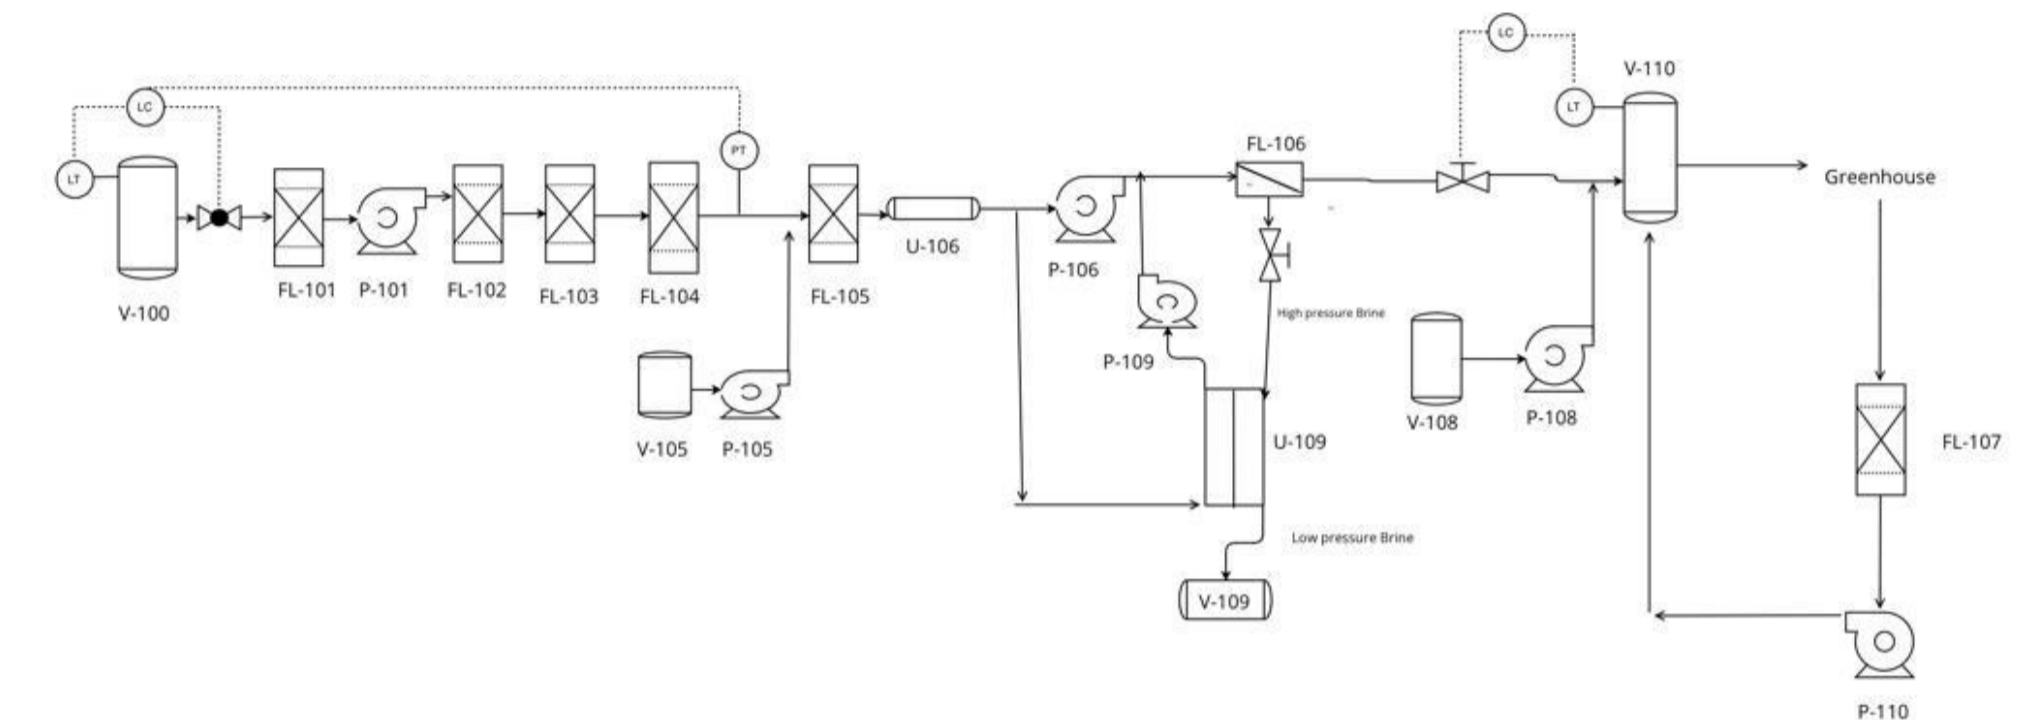 LC
V-110
LC
LT
PT
FL-106
LT
Greenhouse
U-106
P-106
FL-101
P-101
FL-102
FL-103
FL-104
FL-105
V-100
High pressure Brine
P-109
V-108
P-108
V-105
P-105
U-109
FL-107
Low pressure Brine
V-109
P-110